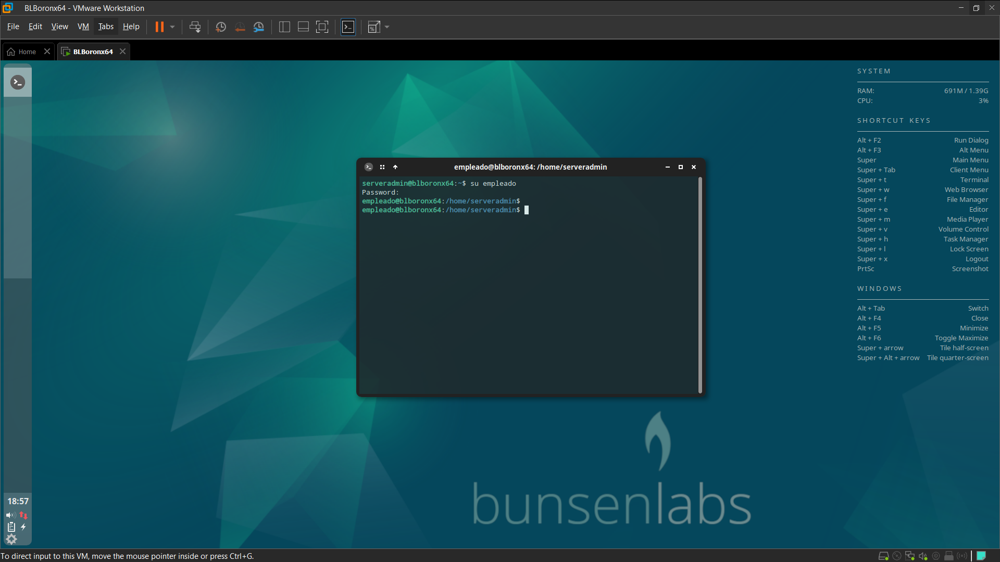 BLBoronx64 - VMware Workstation
File Edit View VM Tabs Help
Home BLBoronx64
SYSTEM
RAM: 691M / 1.39G
CPU: 3%
SHORTCUT KEYS
Alt + F2 Run Dialog
Alt + F3 Alt Menu
Super Main Menu
Super + Tab Client Menu
Super + t Terminal
Super + w Web Browser
Super + f File Manager
Super + e Editor
Super + m Media Player
Super + v Volume Control
Super + h Task Manager
Super + l Lock Screen
Super + x Logout
PrtSc Screenshot
WINDOWS
Alt + Tab Switch
Alt + F4 Close
Alt + F5 Minimize
Alt + F6 Toggle Maximize
Super + arrow Tile half-screen
Super + Alt + arrow Tile quarter-screen
empleado@blboronx64: /home/serveradmin
serveradmin@blboronx64:~$ su empleado
Password:
empleado@blboronx64:/home/serveradmin$
empleado@blboronx64:/home/serveradmin$
bunsenlabs
18:57
To direct input to this VM, move the mouse pointer inside or press Ctrl+G.